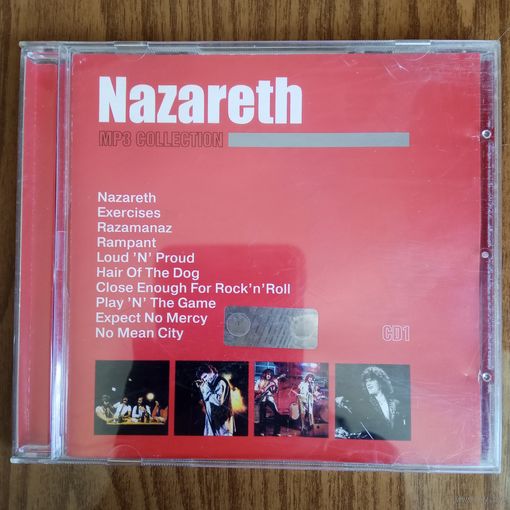 Nazareth
MP3 COLLECTION
Nazareth
Exercises
Razamanaz
Rampant
Loud 'N' Proud
Hair Of The Dog
Close Enough For Rock'n'Roll
Play 'N' The Game
Expect No Mercy
No Mean City
CD1